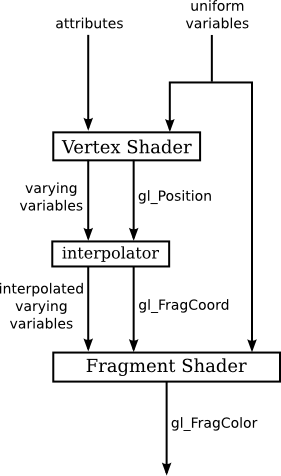 attributes
uniform
variables
Vertex Shader
varying
variables
gl_Position
interpolator
interpolated
varying
variables
gl_FragCoord
Fragment Shader
gl_FragColor